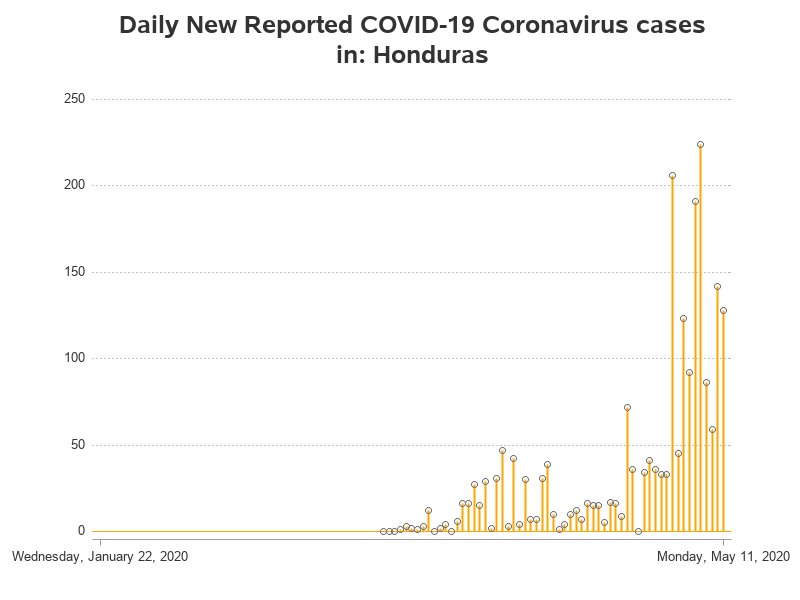 Daily New Reported COVID-19 Coronavirus cases
in: Honduras
250
200
150
100
50
0
Wednesday, January 22, 2020
Monday, May 11, 2020